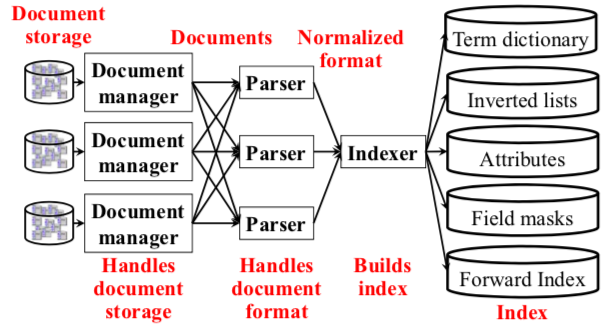 Document
storage
Documents
Normalized
format
Document
manager
Document
manager
Document
manager
Parser
Parser
Parser
Indexer
Term dictionary
Inverted lists
Attributes
Field masks
Forward Index
Handles
document
storage
Handles
document
format
Builds
index
Index